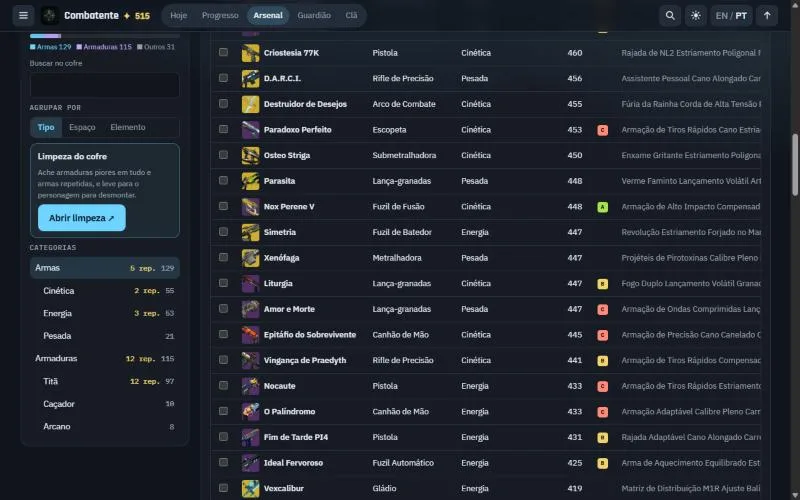 Combatente ✦ 515
Hoje
Progresso
Arsenal
Guardião
Clã
EN / PT
Armas 129 Armaduras 115 Outros 31
Buscar no cofre
AGRUPAR POR
Tipo Espaço Elemento
Limpeza do cofre
Ache armaduras piores em tudo e
armas repetidas, e leve para o
personagem para desmontar.
Abrir limpeza ↗
CATEGORIAS
Armas 5 rep. 129
Cinética 2 rep. 55
Energia 3 rep. 53
Pesada 21
Armaduras 12 rep. 115
Titã 12 rep. 97
Caçador 10
Arcano 8
Criostesia 77K Pistola Cinética 460 Rajada de NL2 Estriamento Poligonal
D.A.R.C.I. Rifle de Precisão Pesada 456 Assistente Pessoal Cano Alongado Car
Destruidor de Desejos Arco de Combate Cinética 455 Fúria da Rainha Corda de Alta Tensão
Paradoxo Perfeito Escopeta Cinética 453 C Armação de Tiros Rápidos Cano Estria
Osteo Striga Submetralhadora Cinética 450 Enxame Gritante Estriamento Poligona
Parasita Lança-granadas Pesada 448 Verme Faminto Lançamento Volátil Art
Nox Perene V Fuzil de Fusão Cinética 448 A Armação de Alto Impacto Compensad
Simetria Fuzil de Batedor Energia 447 Revolução Estriamento Forjado no Mar
Xenófaga Metralhadora Pesada 447 Projéteis de Pirotoxinas Calibre Pleno
Liturgia Lança-granadas Cinética 447 B Fogo Duplo Lançamento Volátil Granad
Amor e Morte Lança-granadas Pesada 447 C Armação de Ondas Comprimidas Lanç
Epitáfio do Sobrevivente Canhão de Mão Cinética 445 C Armação de Precisão Cano Canelado C
Vingança de Praedyth Rifle de Precisão Cinética 441 B Armação de Tiros Rápidos Compensac
Nocaute Pistola Energia 433 C Armação de Tiros Rápidos Estriamento
O Palíndromo Canhão de Mão Energia 433 C Armação Adaptável Calibre Pleno Carr
Fim de Tarde PI4 Pistola Energia 431 B Rajada Adaptável Cano Alongado Carre
Ideal Fervoroso Fuzil Automático Energia 425 B Arma de Aquecimento Equilibrado Est
Vexcalibur Gládio Energia 419 Matriz de Distribuição M1R Ajuste Bali